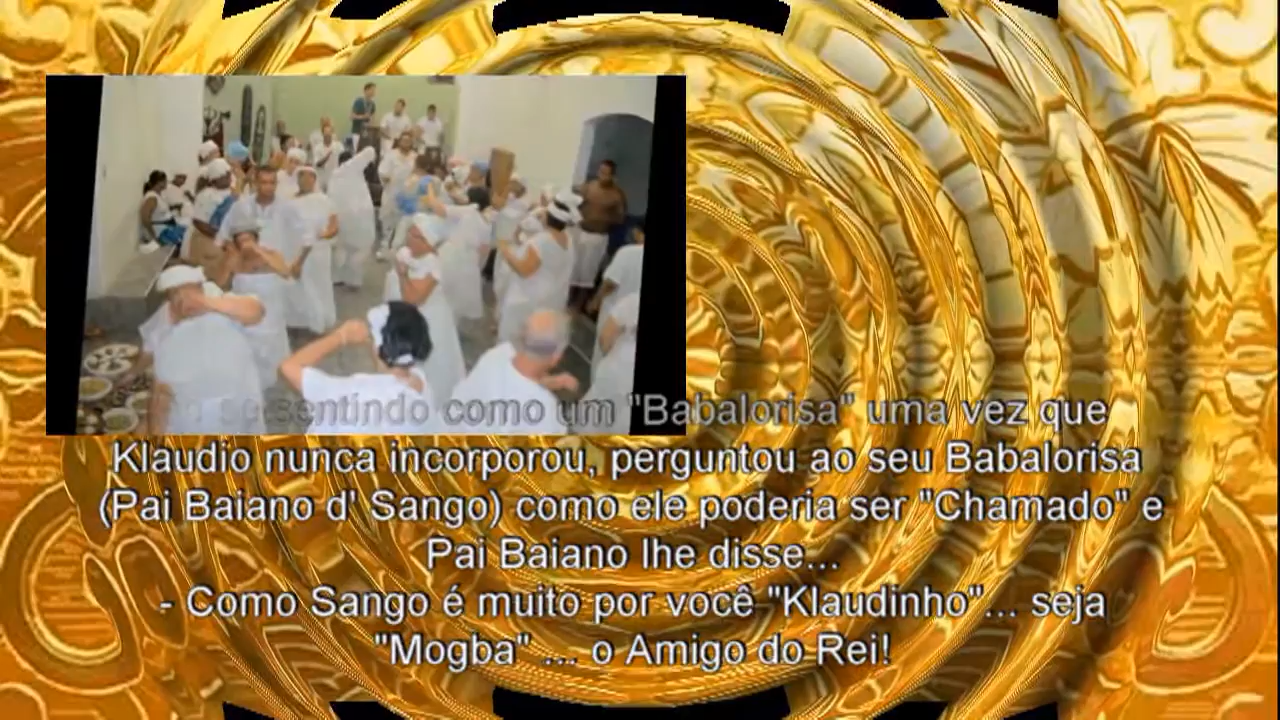 sentindo como um "Babalorisa" uma vez que
Klaudio nunca incorporou, perguntou ao seu Babalorisa
(Pai Baiano d' Sango) como ele poderia ser "Chamado" e
Pai Baiano lhe disse...
- Como Sango é muito por você "Klaudinho"... seja
"Mogba" ... o Amigo do Rei!